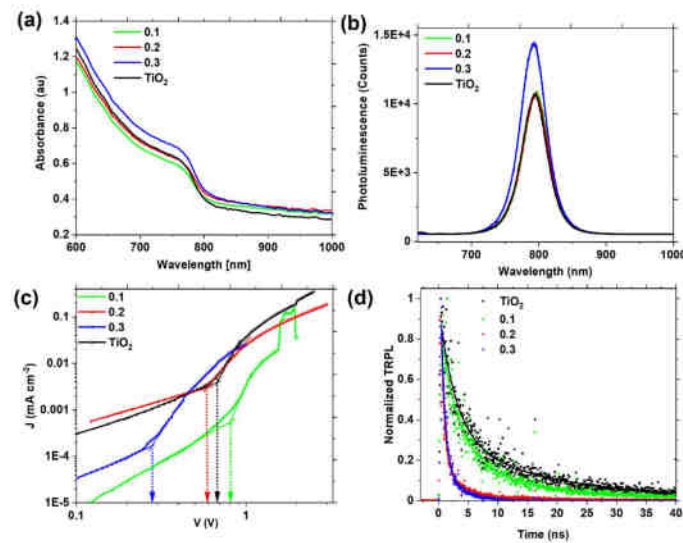 (a)
0.1
0.2
0.3
TiO2
Absorbance (au)
1.4
1.2
1
0.8
0.6
0.4
0.2
600 700 800 900 1000
Wavelength [nm]
(b)
0.1
0.2
0.3
TiO2
Photoluminescence (Counts)
1.5E+4
1E+4
5E+3
0
700 800 900 1000
Wavelength (nm)
(c)
0.1
0.2
0.3
TiO2
J (mA cm-2)
0.1
0.01
0.001
1E-4
1E-5
0.1 1
V (V)
(d)
TiO2
0.1
0.2
0.3
Normalized TRPL
1
0.8
0.6
0.4
0.2
0
0 5 10 15 20 25 30 35 40
Time (ns)